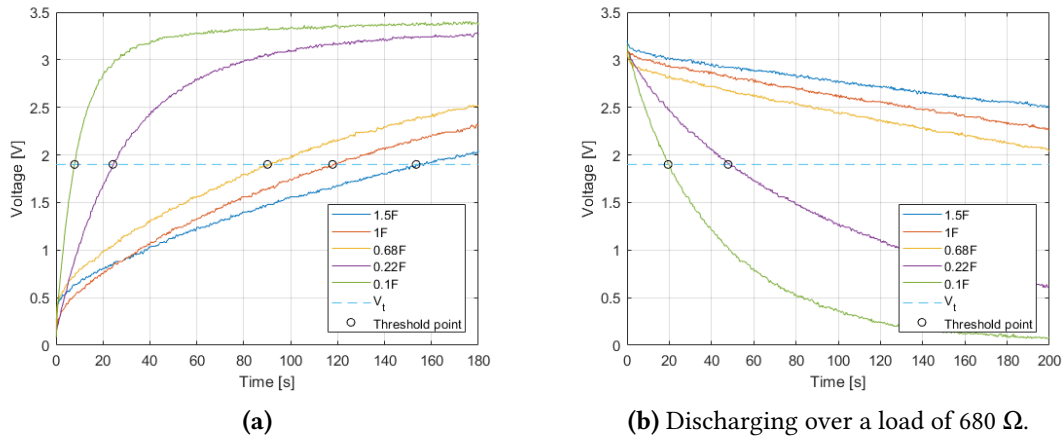 3.5
3
2.5
2
1.5
1
0.5
0
Voltage [V]
0 20 40 60 80 100 120 140 160 180
Time [s]
1.5F
1F
0.68F
0.22F
0.1F
V_t
Threshold point
(a)
3.5
3
2.5
2
1.5
1
0.5
0
Voltage [V]
0 20 40 60 80 100 120 140 160 180 200
Time [s]
1.5F
1F
0.68F
0.22F
0.1F
V_t
Threshold point
(b) Discharging over a load of 680 Ω.